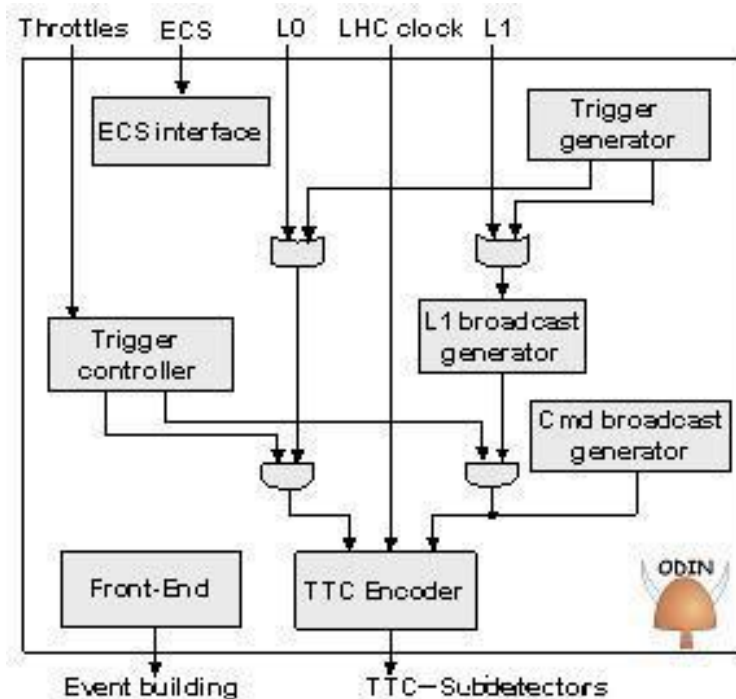 Throttles ECS L0 LHC clock L1
ECS interface
Trigger
generator
L1 broadcast
generator
Trigger
controller
Cmd broadcast
generator
Front-End
TTC Encoder
ODIN
Event building TTC-Subdetectors